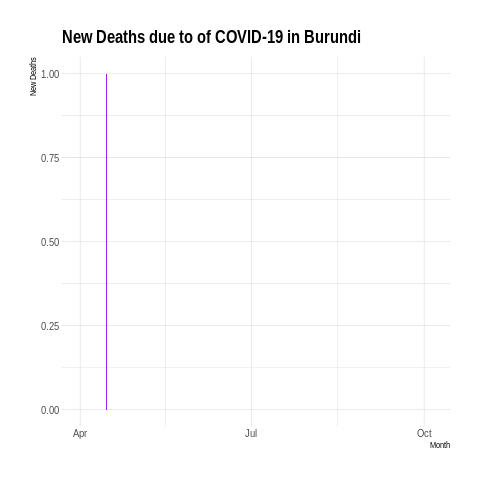 New Deaths due to of COVID-19 in Burundi
New Deaths
1.00
0.75
0.50
0.25
0.00
Apr
Jul
Oct
Month